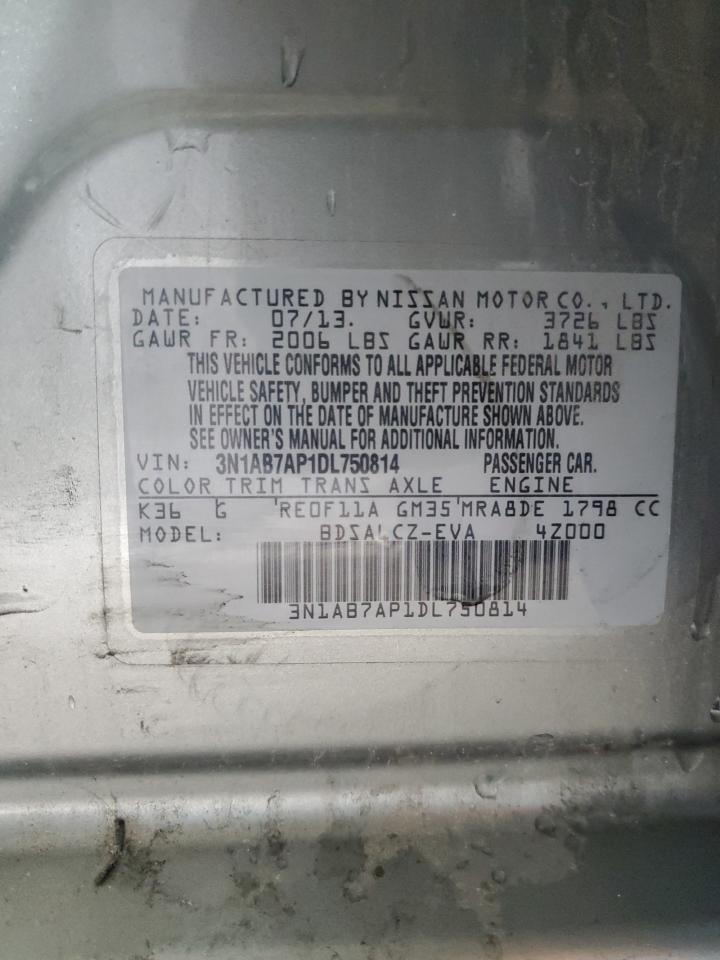 MANUFACTURED BY NISSAN MOTOR CO., LTD.
DATE: 07/13. GVWR: 3726 LBS
GAWR FR: 2006 LBS GAWR RR: 1841 LBS
THIS VEHICLE CONFORMS TO ALL APPLICABLE FEDERAL MOTOR
VEHICLE SAFETY, BUMPER AND THEFT PREVENTION STANDARDS
IN EFFECT ON THE DATE OF MANUFACTURE SHOWN ABOVE.
SEE OWNER'S MANUAL FOR ADDITIONAL INFORMATION.
VIN: 3N1AB7AP1DL750814 PASSENGER CAR.
COLOR TRIM TRANS AXLE ENGINE
K36 G RE0F11A GM35 MRA8DE 1798 CC
MODEL: BDSALCZ-EVA 4Z000
3N1AB7AP1DL750814